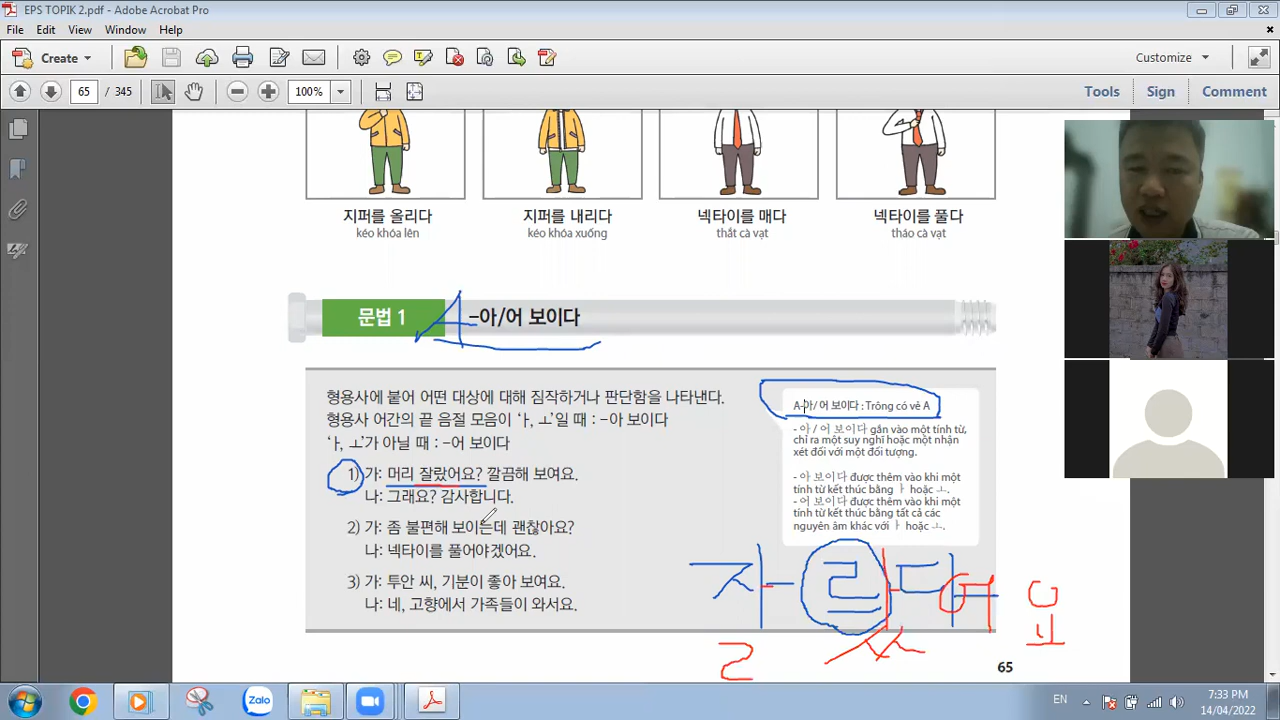 EPS TOPIK 2.pdf - Adobe Acrobat Pro
File Edit View Window Help
Create
Customize
65 / 345
100%
Tools Sign Comment
지퍼를 올리다
kéo khóa lên
지퍼를 내리다
kéo khóa xuống
넥타이를 매다
thắt cà vạt
넥타이를 풀다
tháo cà vạt
문법 1
A -아/어 보이다
형용사에 붙어 어떤 대상에 대해 짐작하거나 판단함을 나타낸다.
형용사 어간의 끝 음절 모음이 ‘ㅏ, ㅗ’일 때 : -아 보이다
‘ㅏ, ㅗ’가 아닐 때 : -어 보이다
1) 가: 머리 잘랐어요? 깔끔해 보여요.
나: 그래요? 감사합니다.
2) 가: 좀 불편해 보이는데 괜찮아요?
나: 넥타이를 풀어야겠어요.
3) 가: 투안 씨, 기분이 좋아 보여요.
나: 네, 고향에서 가족들이 와서요.
A-아/어 보이다 : Trông có vẻ A
- 아 / 어 보이다 gắn vào một tính từ,
chỉ ra một suy nghĩ hoặc một nhận
xét đối với một đối tượng.
- 아 보이다 được thêm vào khi một
tính từ kết thúc bằng ㅏ hoặc ㅗ.
- 어 보이다 được thêm vào khi một
tính từ kết thúc bằng tất cả các
nguyên âm khác với ㅏ hoặc ㅗ.
자르다 어 요
ㄹ ㅆ
65
Zalo
EN
7:33 PM
14/04/2022